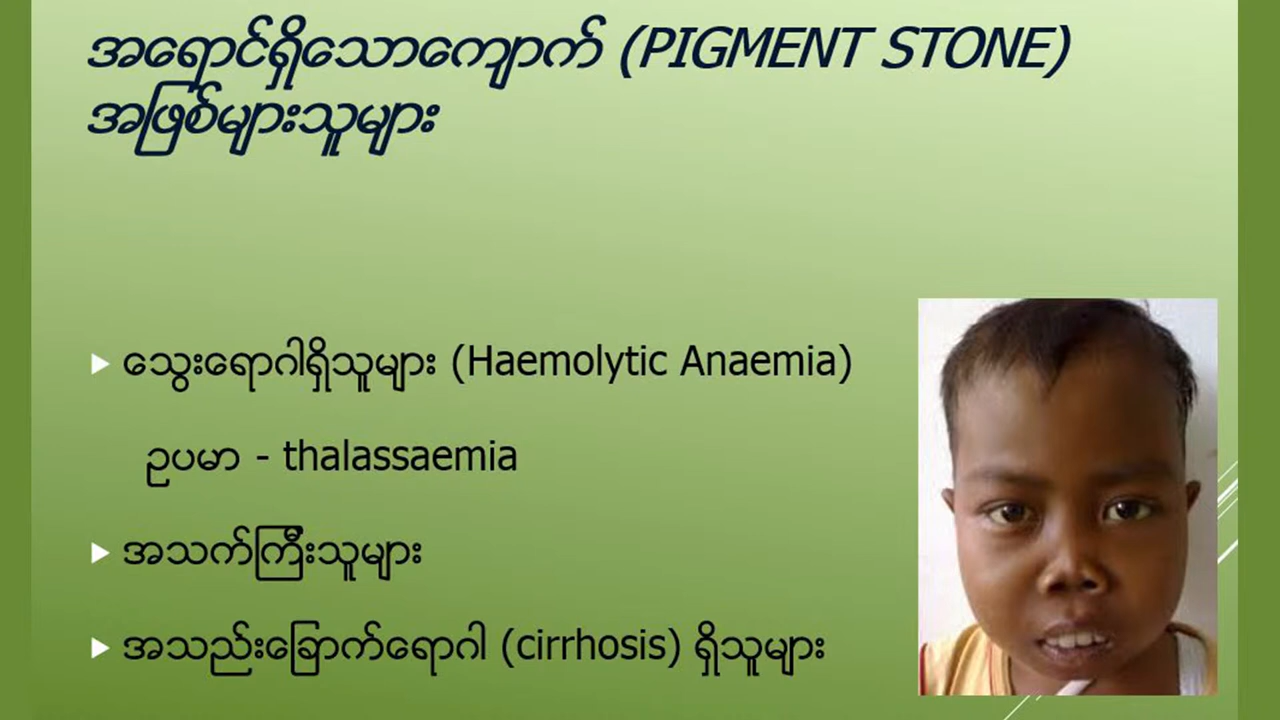 အရောင်ရှိသောကျောက် (PIGMENT STONE)
အဖြစ်များသူများ
သွေးရောဂါရှိသူများ (Haemolytic Anaemia)
ဥပမာ - thalassaemia
အသက်ကြီးသူများ
အသည်းခြောက်ရောဂါ (cirrhosis) ရှိသူများ